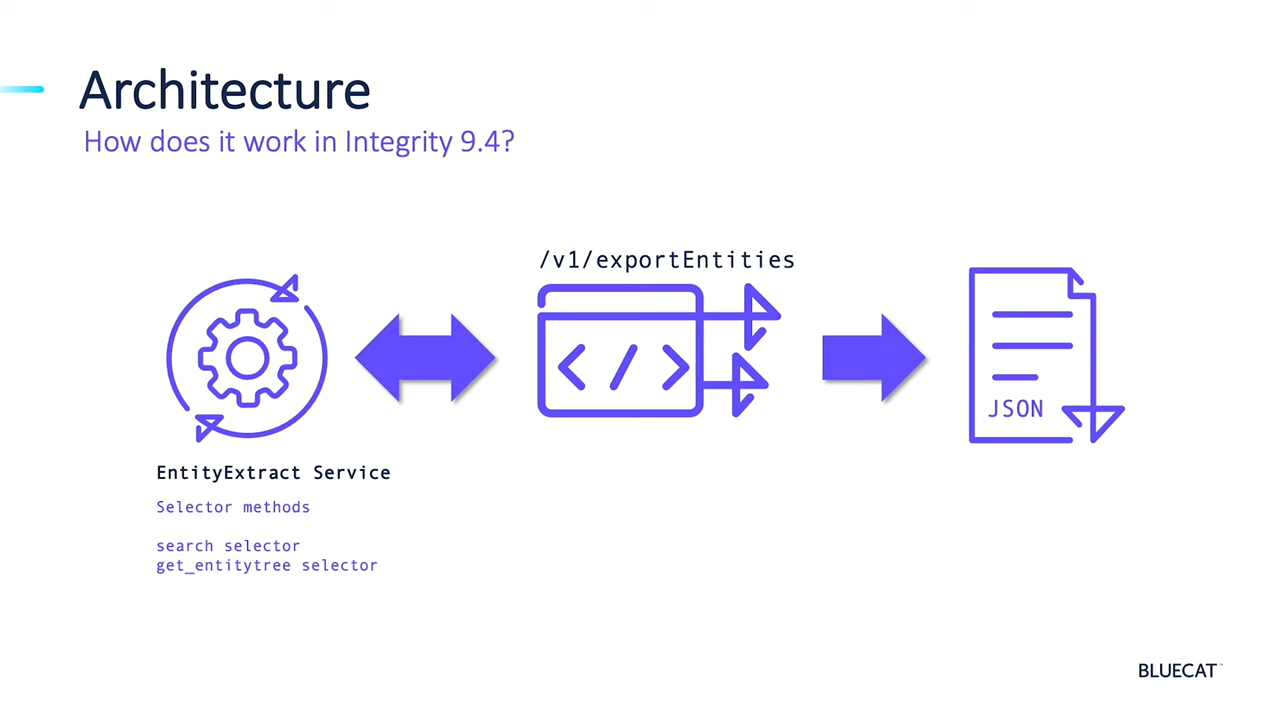 Architecture
How does it work in Integrity 9.4?
/v1/exportEntities
</>
JSON
EntityExtract Service
Selector methods
search selector
get_entitytree selector
BLUECAT™